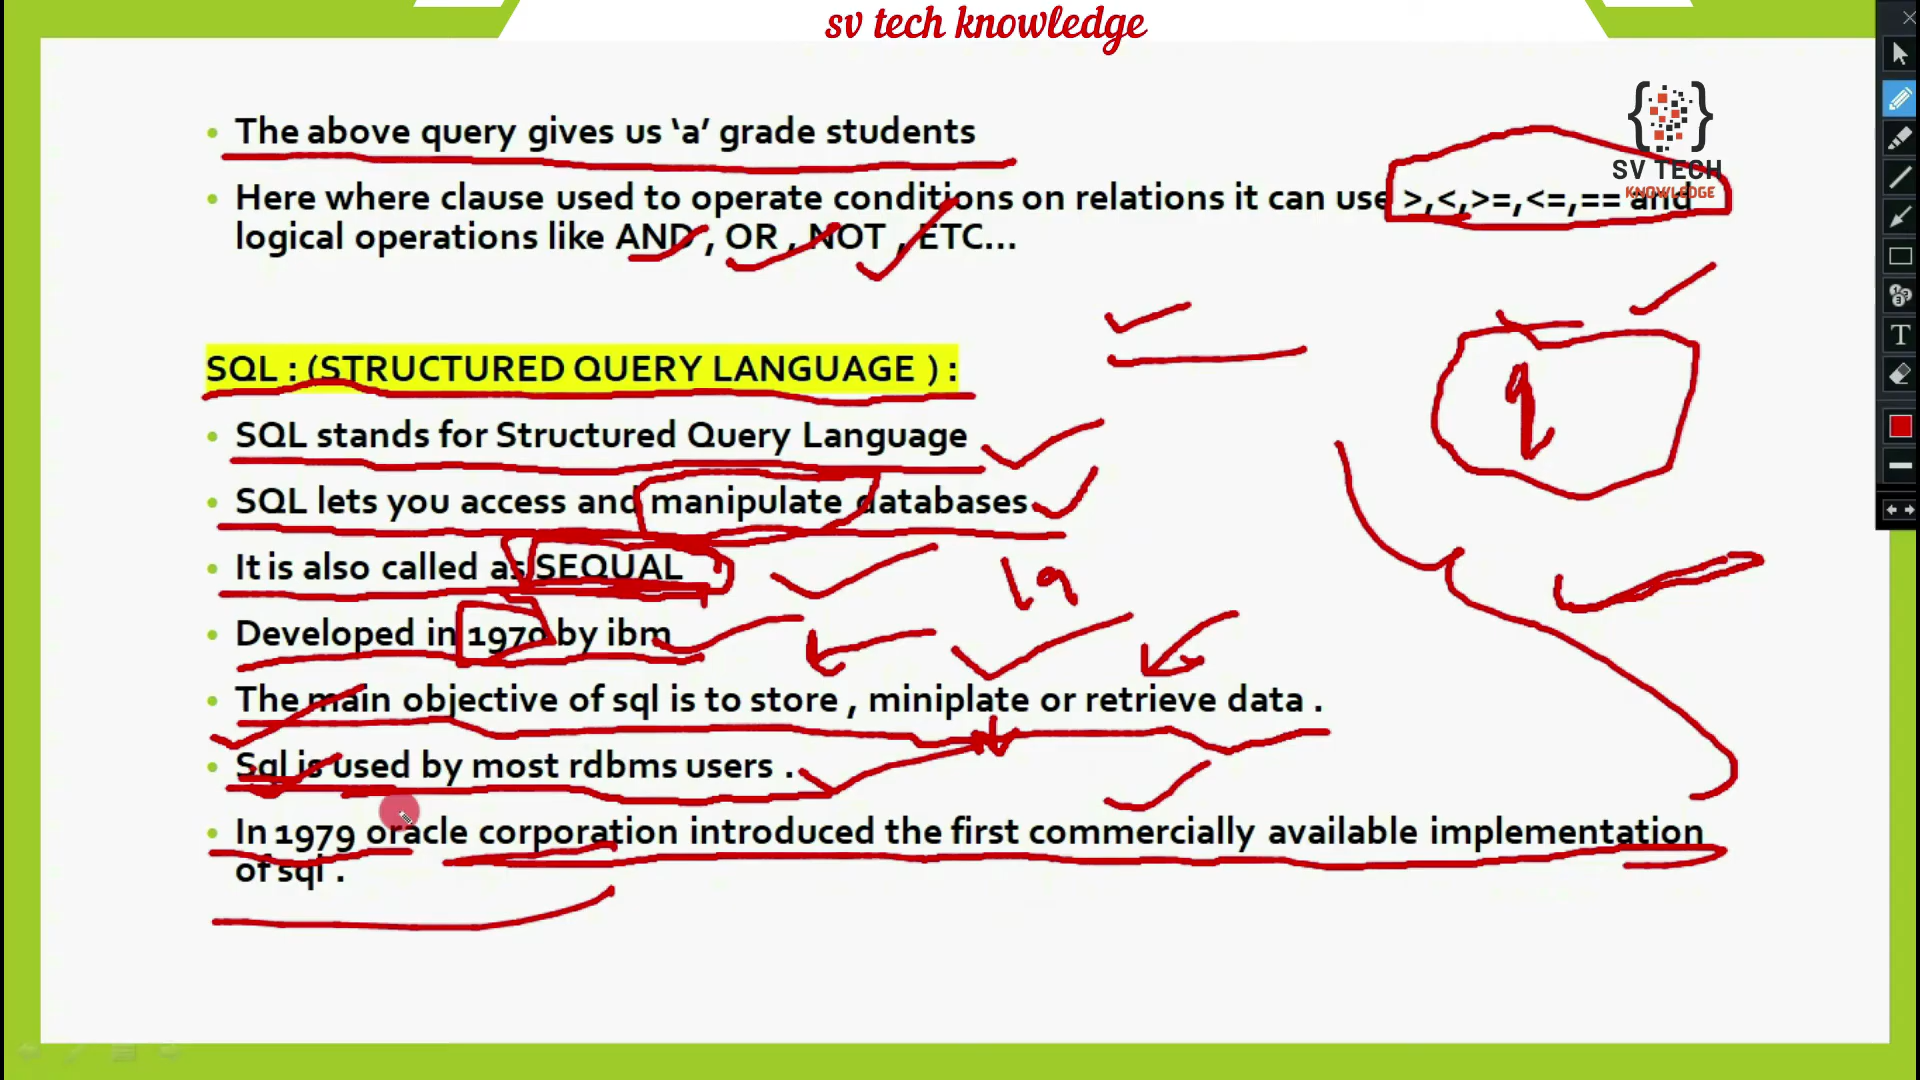 sv tech knowledge
SV TECH
KNOWLEDGE
• The above query gives us ‘a’ grade students
• Here where clause used to operate conditions on relations it can use >,<,>=,<=,== and
logical operations like AND , OR , NOT , ETC...
SQL : (STRUCTURED QUERY LANGUAGE ) :
• SQL stands for Structured Query Language
• SQL lets you access and manipulate databases
• It is also called as SEQUAL
• Developed in 1970 by ibm
• The main objective of sql is to store , miniplate or retrieve data .
• Sql is used by most rdbms users .
• In 1979 oracle corporation introduced the first commercially available implementation
of sql .